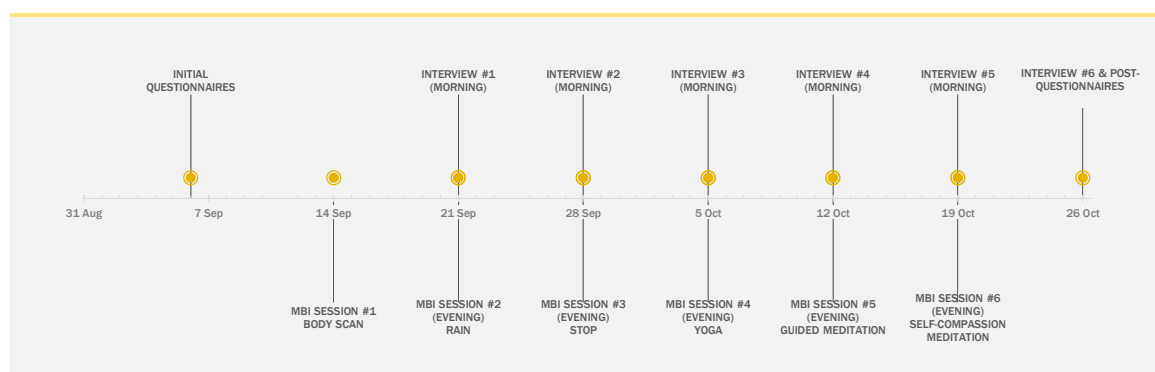 INITIAL
QUESTIONNAIRES
INTERVIEW #1
(MORNING)
INTERVIEW #2
(MORNING)
INTERVIEW #3
(MORNING)
INTERVIEW #4
(MORNING)
INTERVIEW #5
(MORNING)
INTERVIEW #6 & POST-
QUESTIONNAIRES
31 Aug
7 Sep
14 Sep
21 Sep
28 Sep
5 Oct
12 Oct
19 Oct
26 Oct
MBI SESSION #1
BODY SCAN
MBI SESSION #2
(EVENING)
RAIN
MBI SESSION #3
(EVENING)
STOP
MBI SESSION #4
(EVENING)
YOGA
MBI SESSION #5
(EVENING)
GUIDED MEDITATION
MBI SESSION #6
(EVENING)
SELF-COMPASSION
MEDITATION